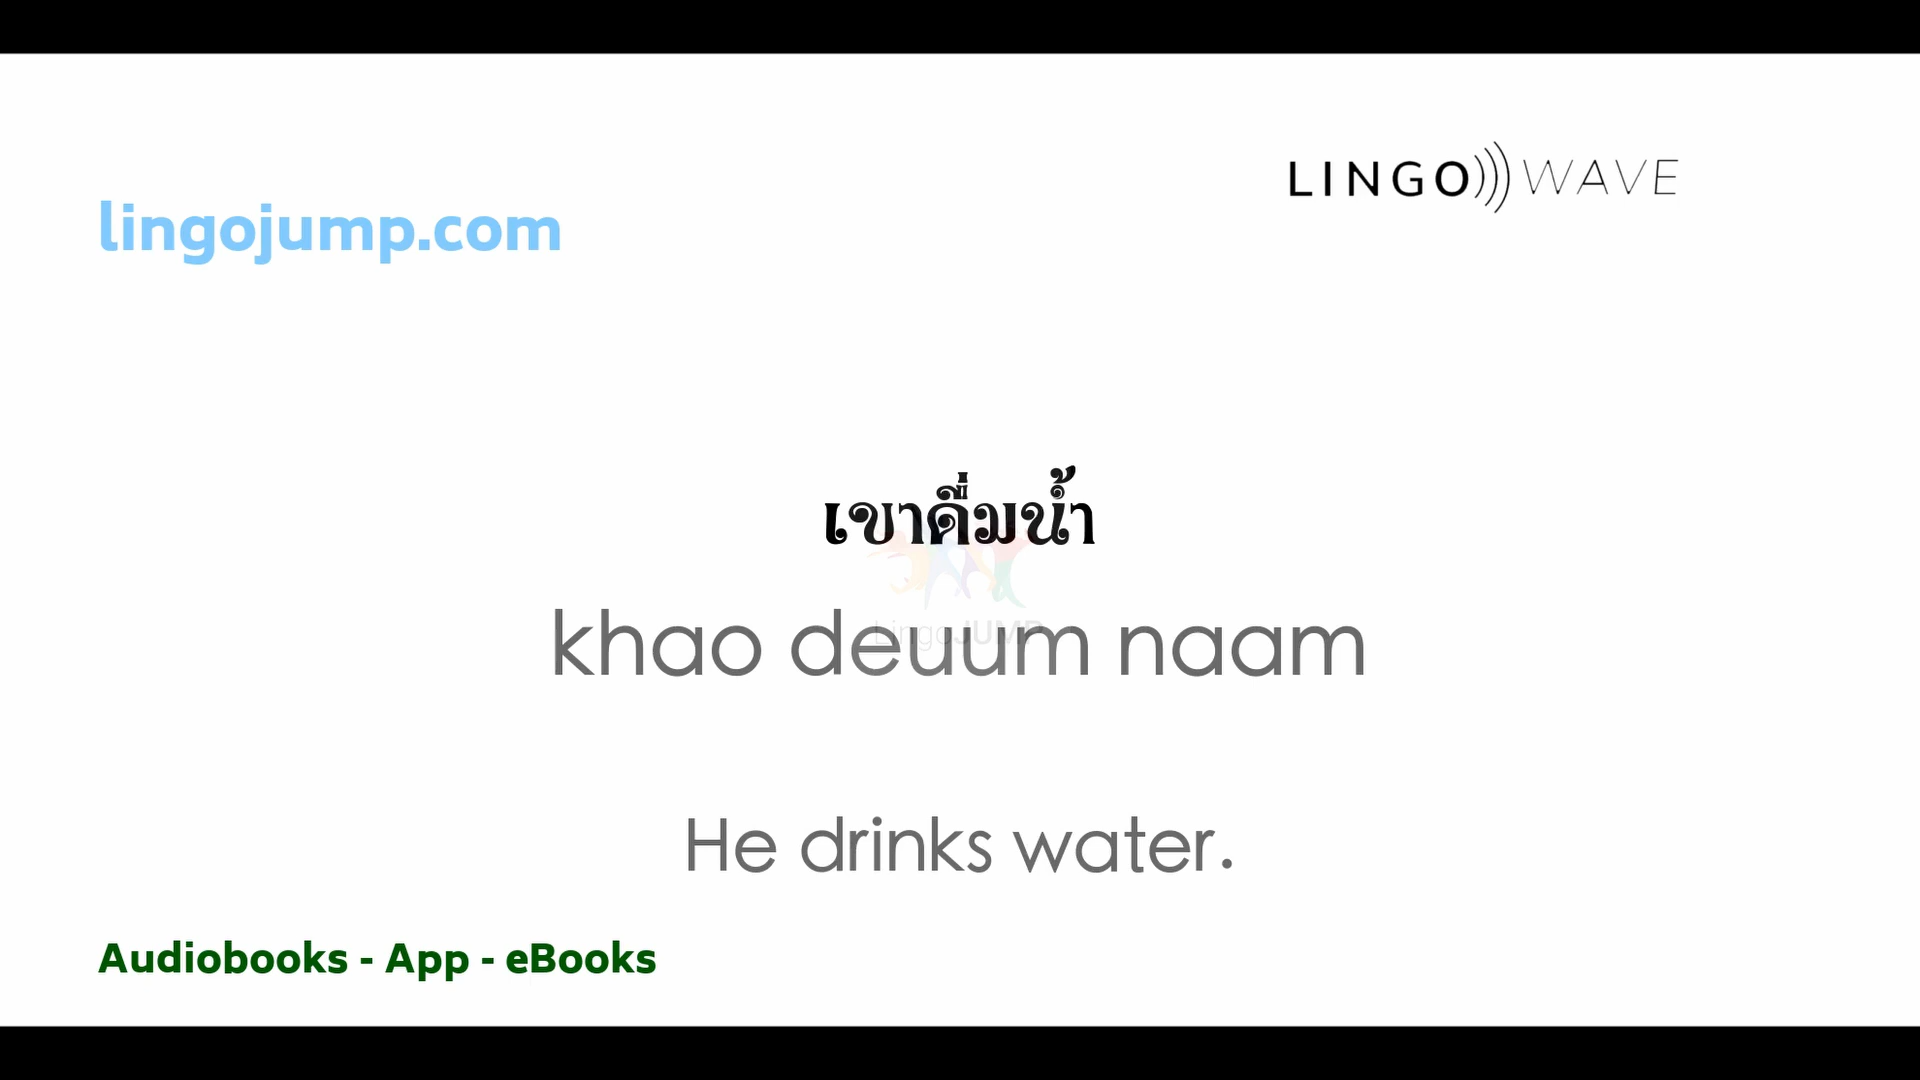 LINGO WAVE
lingojump.com
เขาดื่มน้ำ
LingoJUMP
khao deuum naam
He drinks water.
Audiobooks - App - eBooks